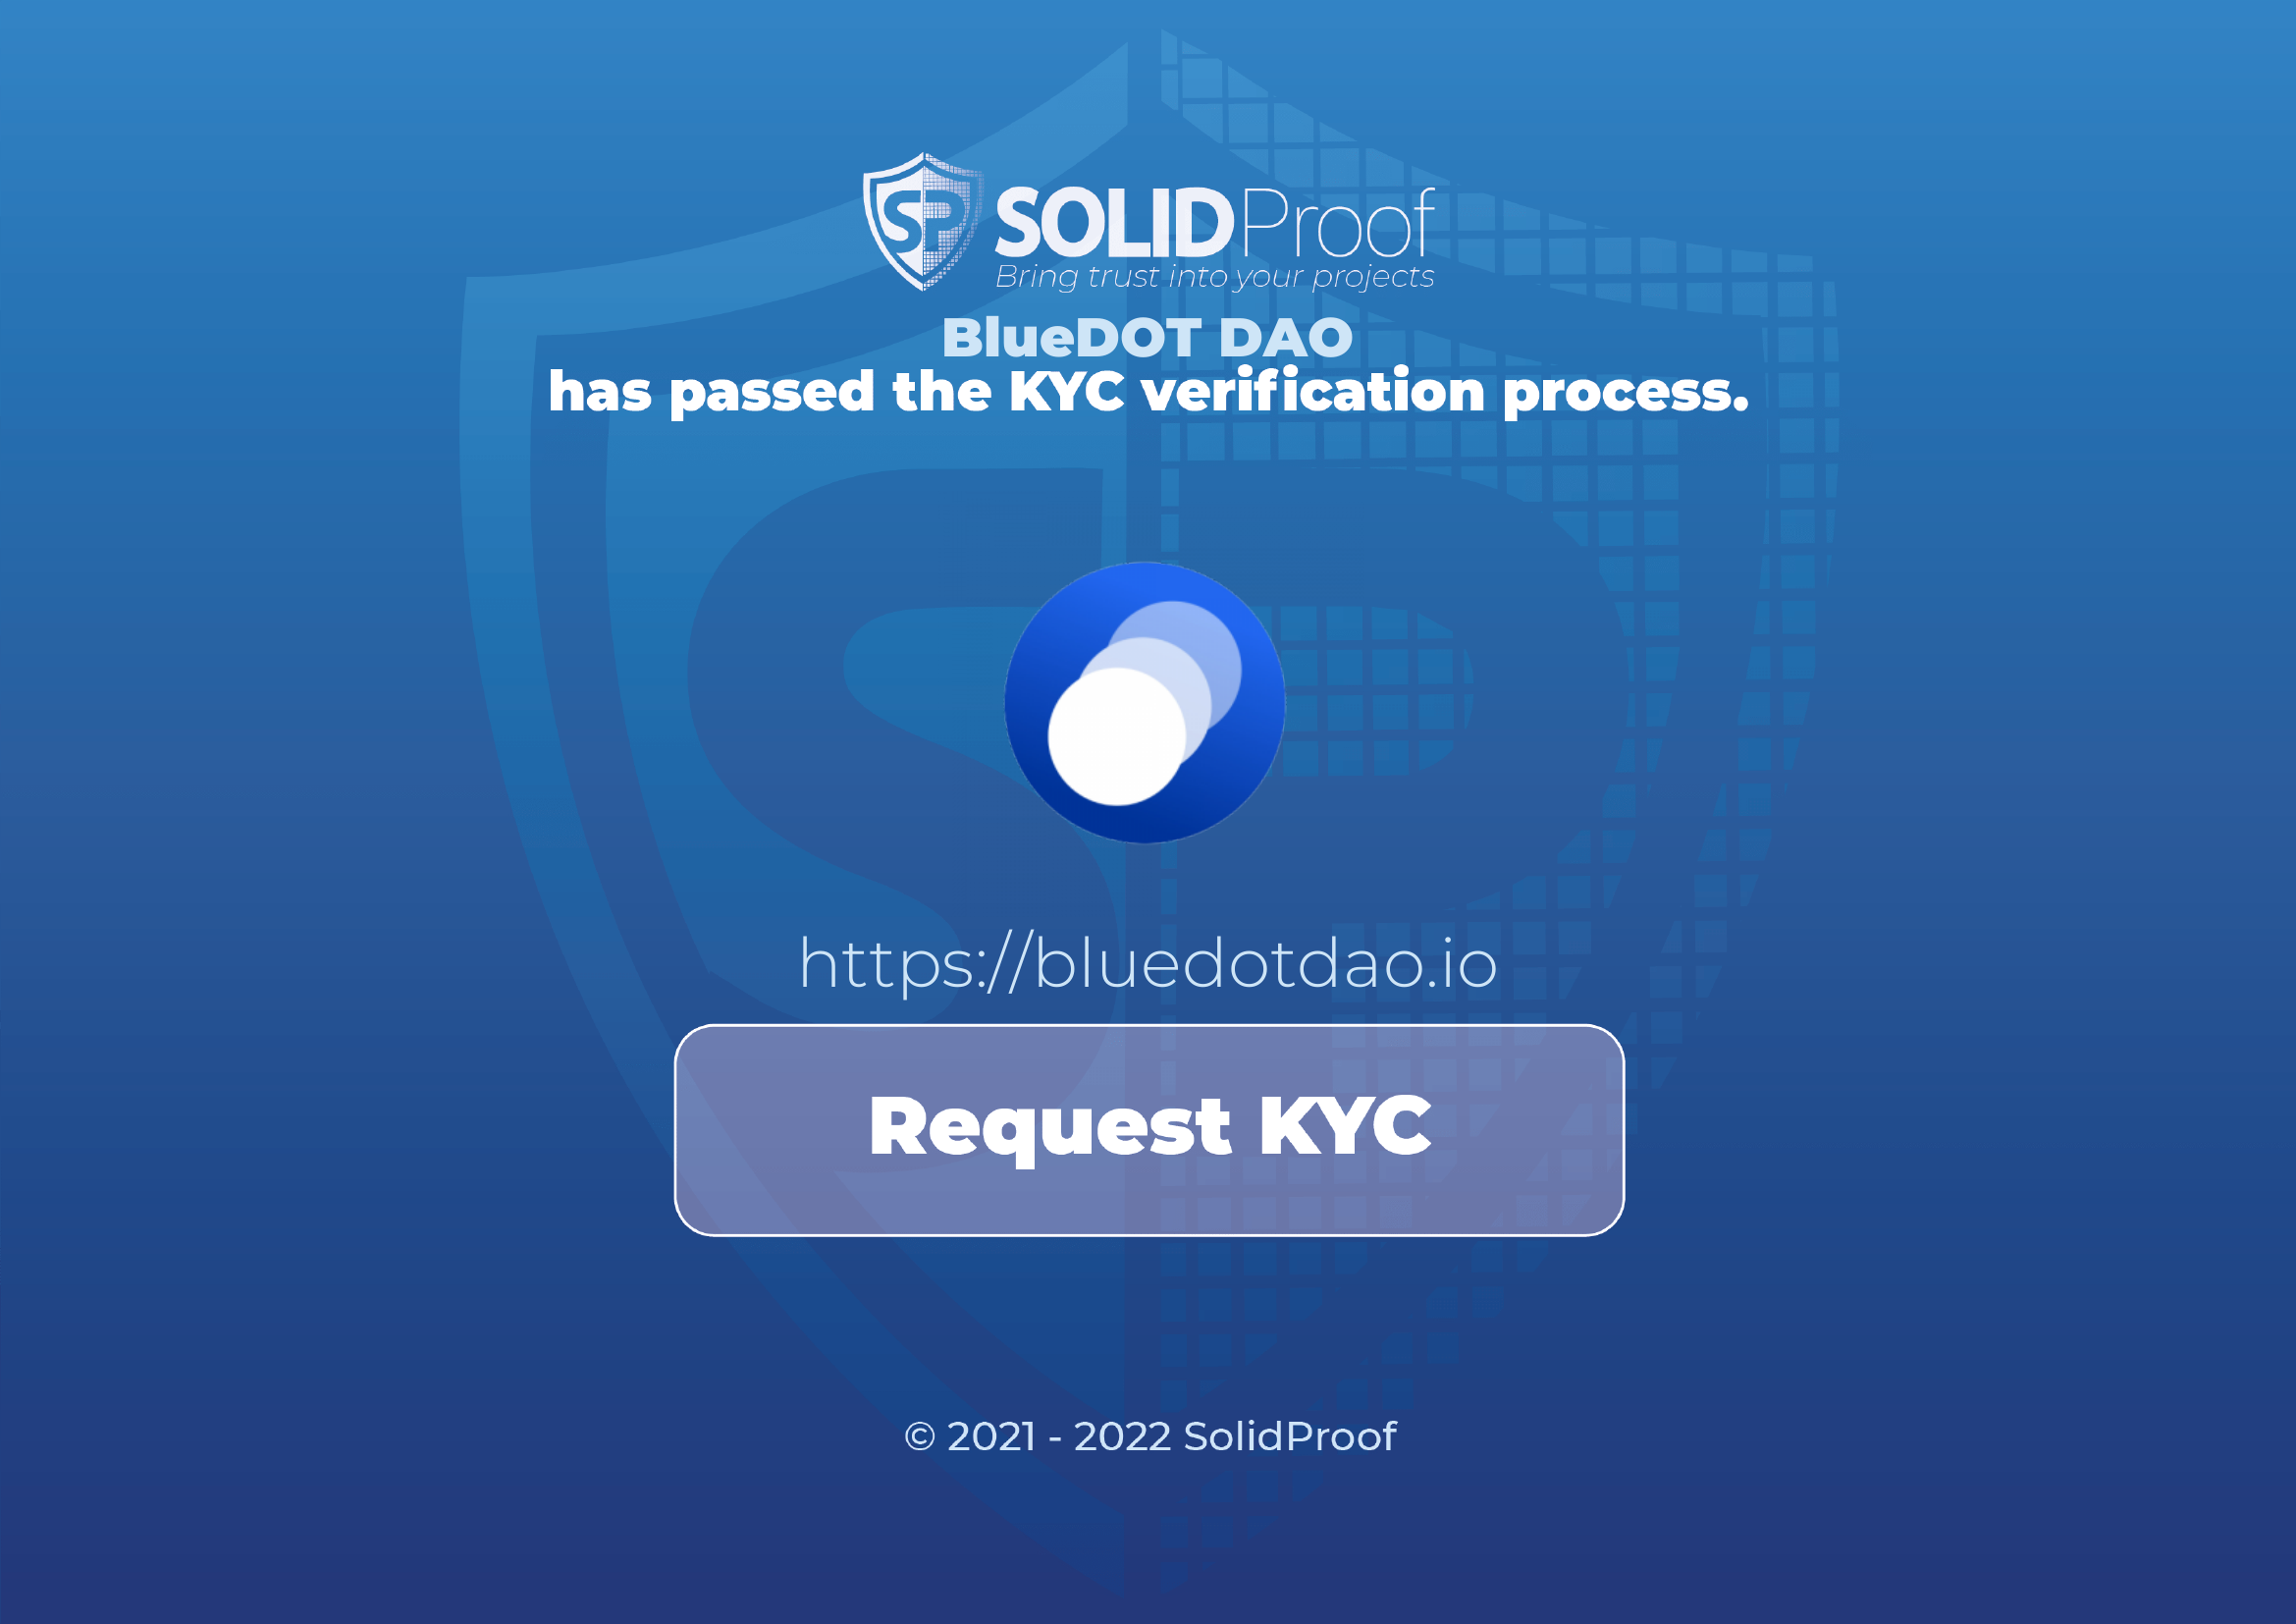 SP SOLIDProof
Bring trust into your projects
BlueDOT DAO
has passed the KYC verification process.
https://bluedotdao.io
Request KYC
© 2021 - 2022 SolidProof